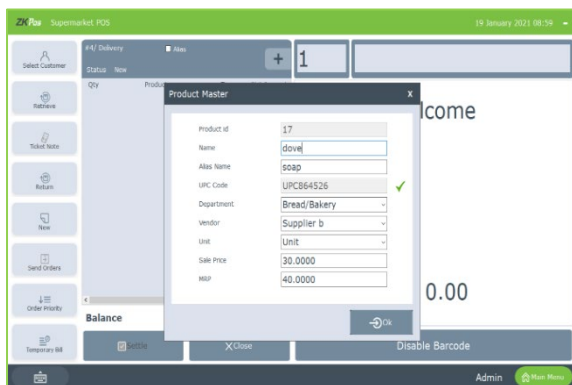 ZKPos Supermarket POS
19 January 2021 08:59
Select Customer
Retrieve
Ticket Note
Return
New
Send Orders
Order Priority
Temporary Bill
#4/ Delivery
Alias
Status New
+
1
Qty
Product Master
X
Product id 17
Name dove
Alias Name soap
UPC Code UPC864526
Department Bread/Bakery
Vendor Supplier b
Unit Unit
Sale Price 30.0000
MRP 40.0000
Ok
lcome
0.00
Balance
Settle
X Close
Disable Barcode
Admin
Main Menu